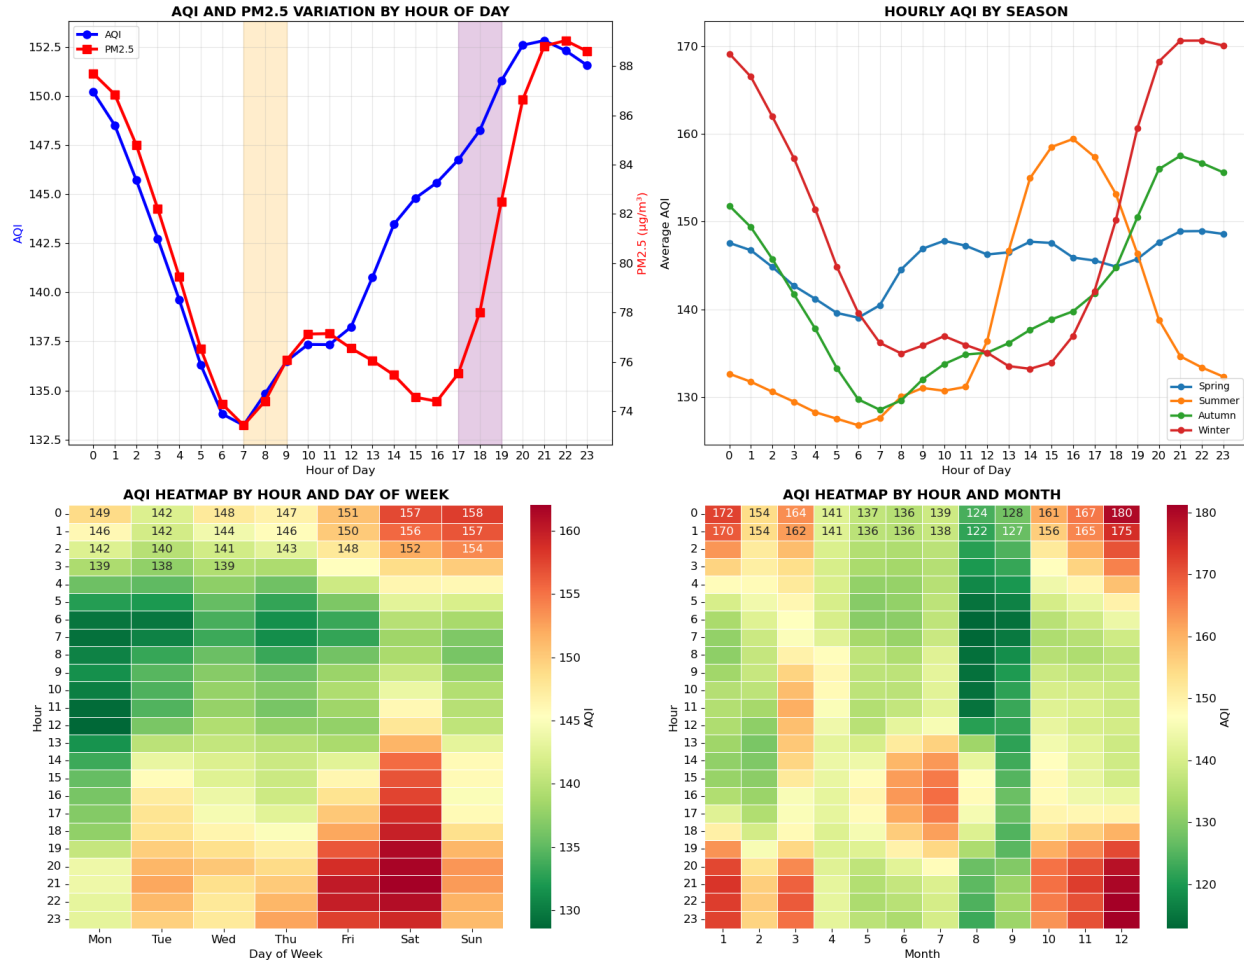 AQI AND PM2.5 VARIATION BY HOUR OF DAY
AQI
PM2.5
152.5
150.0
147.5
145.0
142.5
140.0
137.5
135.0
132.5
AQI
88
86
84
82
80
78
76
74
PM2.5 (µg/m³)
0 1 2 3 4 5 6 7 8 9 10 11 12 13 14 15 16 17 18 19 20 21 22 23
Hour of Day
HOURLY AQI BY SEASON
170
160
150
140
130
Average AQI
Spring
Summer
Autumn
Winter
0 1 2 3 4 5 6 7 8 9 10 11 12 13 14 15 16 17 18 19 20 21 22 23
Hour of Day
AQI HEATMAP BY HOUR AND DAY OF WEEK
0 149 142 148 147 151 157 158
1 146 142 144 146 150 156 157
2 142 140 141 143 148 152 154
3 139 138 139
4
5
6
7
8
9
10
11
12
13
14
15
16
17
18
19
20
21
22
23
Hour
Mon Tue Wed Thu Fri Sat Sun
Day of Week
160
155
150
145
140
135
130
AQI
AQI HEATMAP BY HOUR AND MONTH
0 172 154 164 141 137 136 139 124 128 161 167 180
1 170 154 162 141 136 136 138 122 127 156 165 175
2
3
4
5
6
7
8
9
10
11
12
13
14
15
16
17
18
19
20
21
22
23
Hour
1 2 3 4 5 6 7 8 9 10 11 12
Month
180
170
160
150
140
130
120
AQI